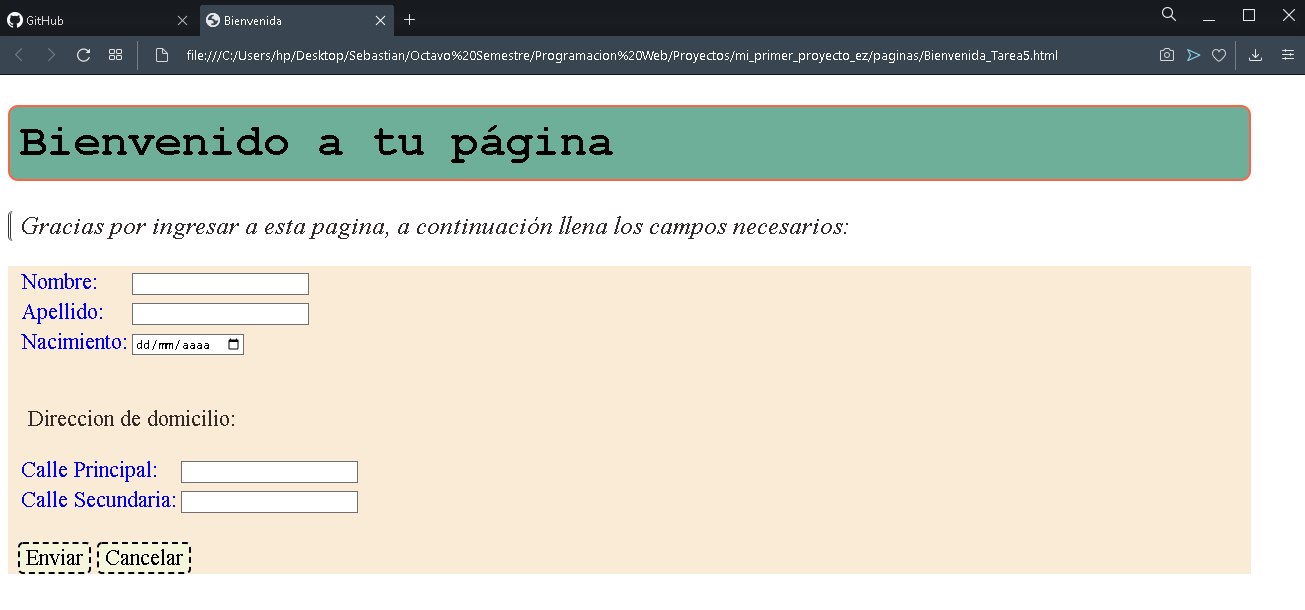 GitHub
Bienvenida
file:///C:/Users/hp/Desktop/Sebastian/Octavo%20Semestre/Programacion%20Web/Proyectos/mi_primer_proyecto_ez/paginas/Bienvenida_Tarea5.html
Bienvenido a tu página
Gracias por ingresar a esta pagina, a continuación llena los campos necesarios:
Nombre:
Apellido:
Nacimiento: dd/mm/aaaa
Direccion de domicilio:
Calle Principal:
Calle Secundaria:
Enviar Cancelar